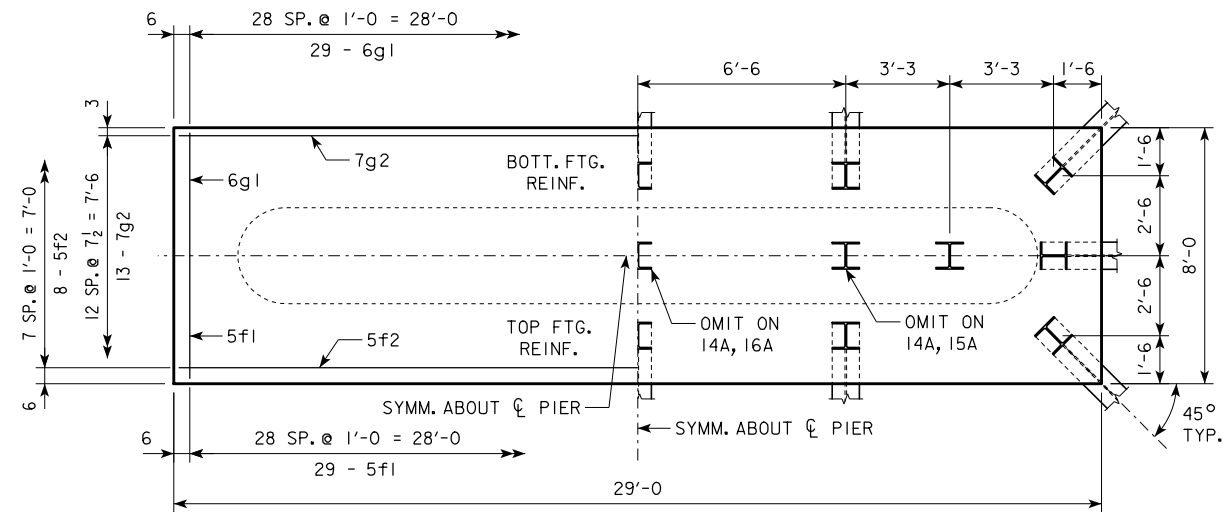 6
28 SP. @ 1'-0 = 28'-0
29 - 6g1
6'-6
3'-3
3'-3
1'-6
3
7g2
BOTT. FTG.
REINF.
6g1
1'-6
2'-6
2'-6
1'-6
8'-0
7 SP. @ 1'-0 = 7'-0
8 - 5f2
12 SP. @ 7 1/2 = 7'-6
13 - 7g2
5f1
5f2
TOP FTG.
REINF.
OMIT ON
14A, 16A
OMIT ON
14A, 15A
6
SYMM. ABOUT ℄ PIER
SYMM. ABOUT ℄ PIER
45°
TYP.
6
28 SP. @ 1'-0 = 28'-0
29 - 5f1
29'-0